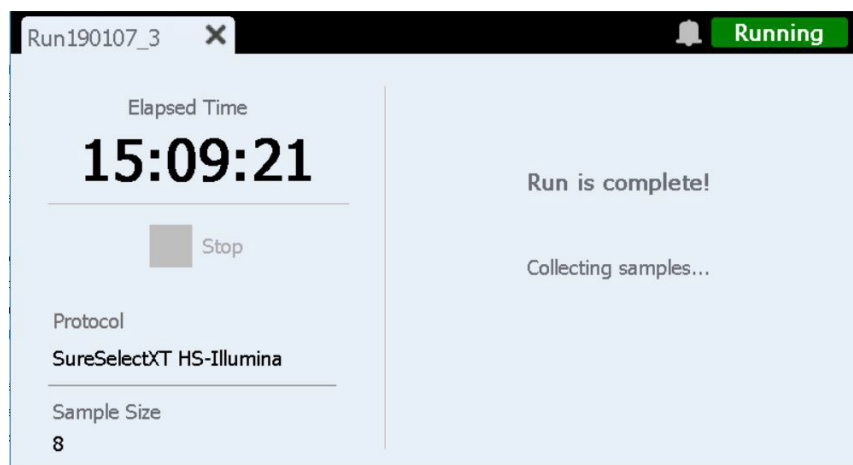 Run190107_3
Running
Elapsed Time
15:09:21
Stop
Protocol
SureSelectXT HS-Illumina
Sample Size
8
Run is complete!
Collecting samples...